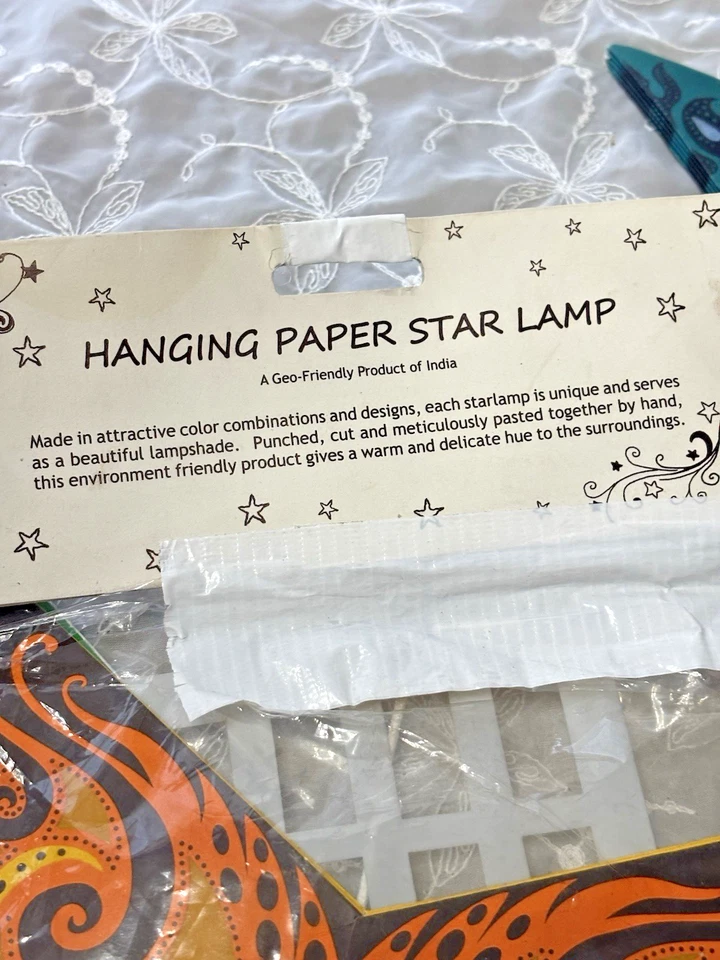 HANGING PAPER STAR LAMP
A Geo-Friendly Product of India
Made in attractive color combinations and designs, each starlamp is unique and serves
as a beautiful lampshade. Punched, cut and meticulously pasted together by hand,
this environment friendly product gives a warm and delicate hue to the surroundings.